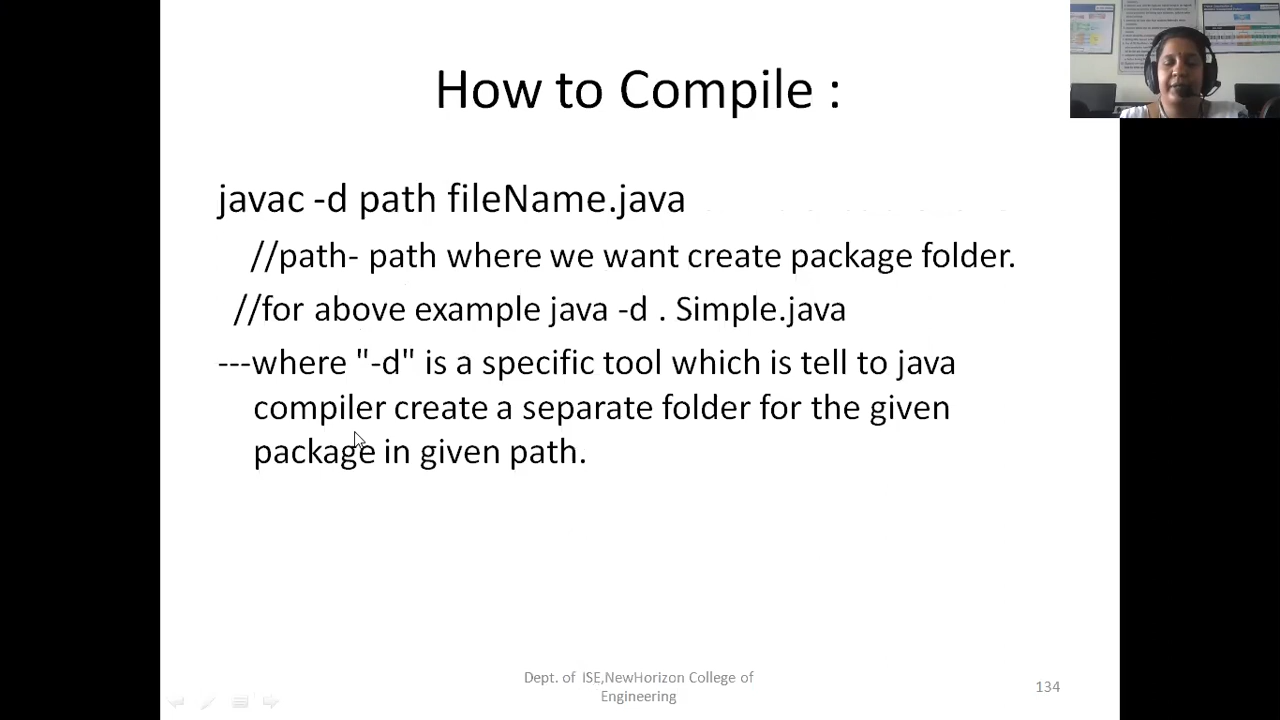 How to Compile :
javac -d path fileName.java
//path- path where we want create package folder.
//for above example java -d . Simple.java
---where "-d" is a specific tool which is tell to java
compiler create a separate folder for the given
package in given path.
Dept. of ISE,NewHorizon College of
Engineering
134